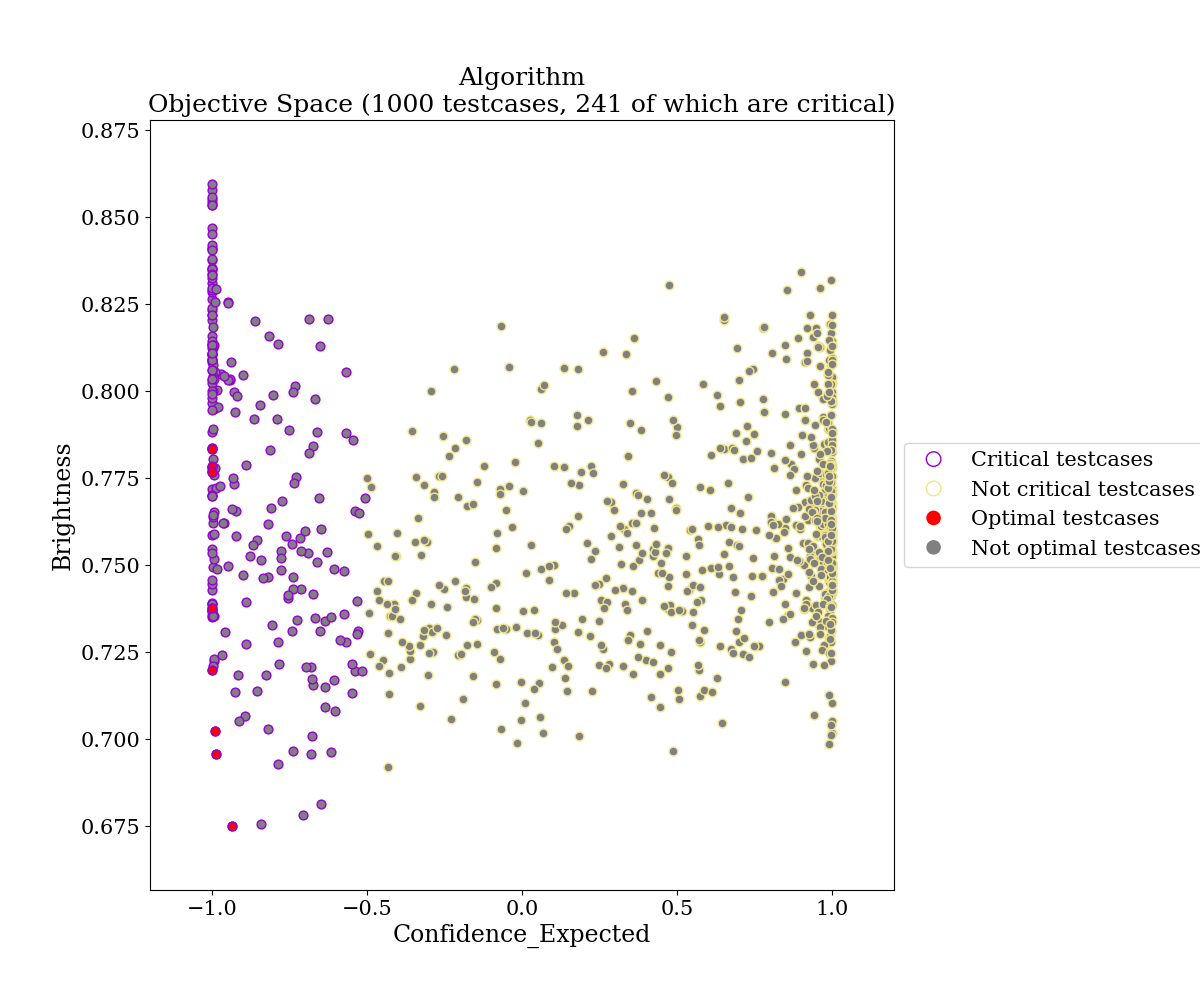 Algorithm
Objective Space (1000 testcases, 241 of which are critical)
0.875
0.850
0.825
0.800
0.775
0.750
0.725
0.700
0.675
Brightness
−1.0
−0.5
0.0
0.5
1.0
Confidence_Expected
Critical testcases
Not critical testcases
Optimal testcases
Not optimal testcases